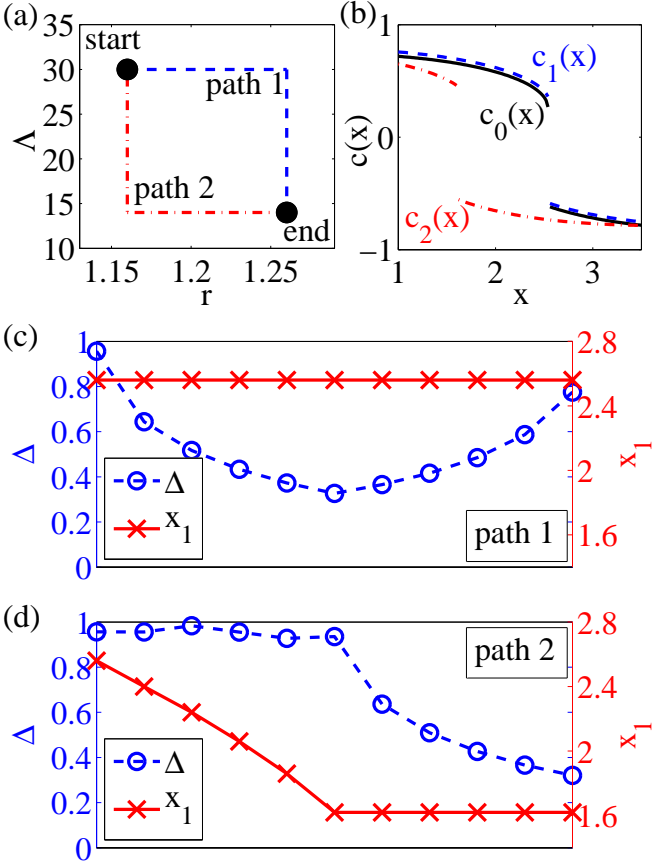 (a)
35
30
25
20
15
10
Λ
start
path 1
path 2
end
1.15
1.2
1.25
r
(b)
1
0
−1
c(x)
c₁(x)
c₀(x)
c₂(x)
1
2
3
x
(c)
1
0.8
0.6
0.4
0.2
0
Δ
Δ
x₁
path 1
2.8
2.4
2
1.6
x₁
(d)
1
0.8
0.6
0.4
0.2
0
Δ
Δ
x₁
path 2
2.8
2.4
2
1.6
x₁